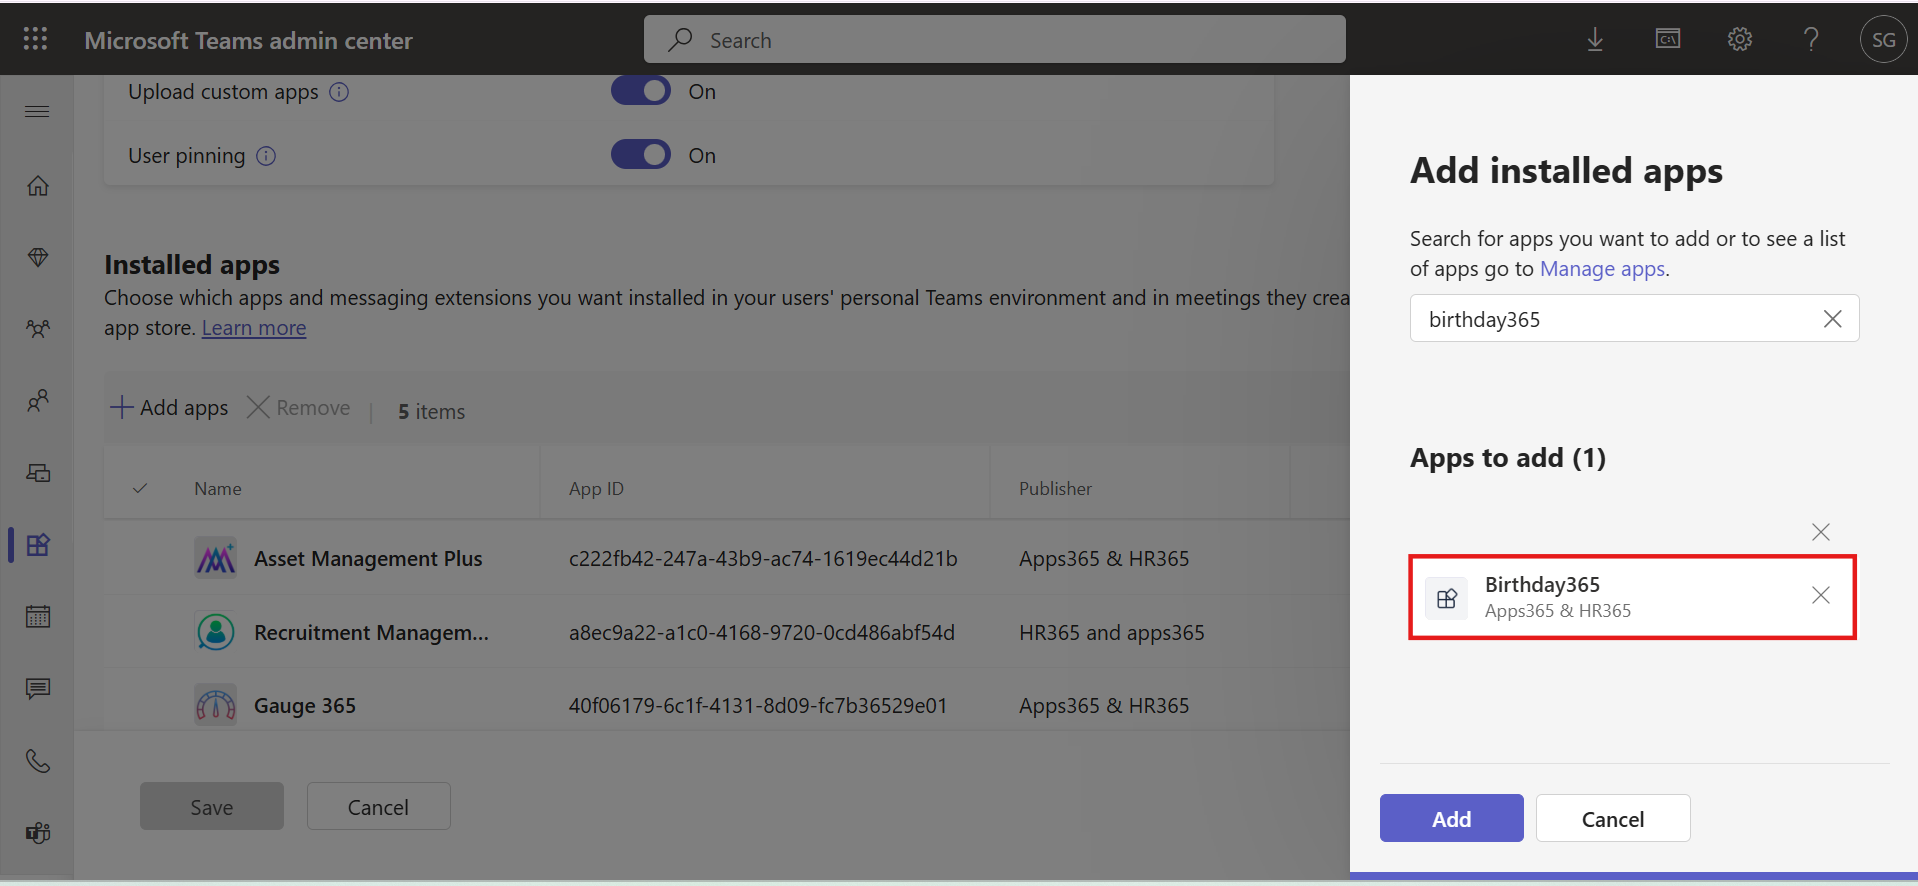 Microsoft Teams admin center
Search
C:\
SG
Upload custom apps
On
User pinning
On
Installed apps
Choose which apps and messaging extensions you want installed in your users' personal Teams environment and in meetings they crea
app store. Learn more
Add apps
Remove
5 items
Name
App ID
Publisher
Asset Management Plus
c222fb42-247a-43b9-ac74-1619ec44d21b
Apps365 & HR365
Recruitment Managem...
a8ec9a22-a1c0-4168-9720-0cd486abf54d
HR365 and apps365
Gauge 365
40f06179-6c1f-4131-8d09-fc7b36529e01
Apps365 & HR365
Save
Cancel
Add installed apps
Search for apps you want to add or to see a list
of apps go to Manage apps.
birthday365
Apps to add (1)
Birthday365
Apps365 & HR365
Add
Cancel